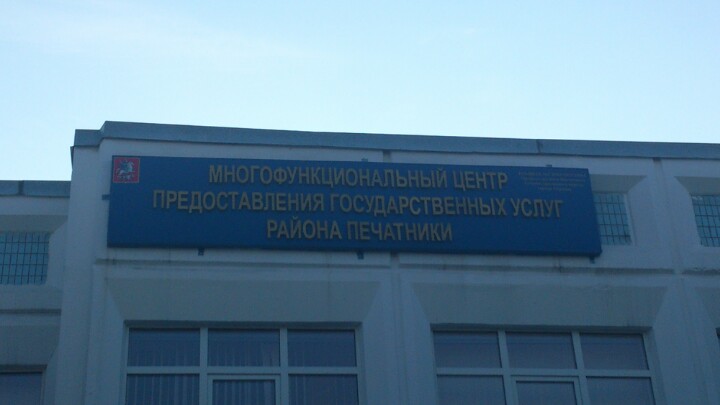 МНОГОФУНКЦИОНАЛЬНЫЙ ЦЕНТР
ПРЕДОСТАВЛЕНИЯ ГОСУДАРСТВЕННЫХ УСЛУГ
РАЙОНА ПЕЧАТНИКИ